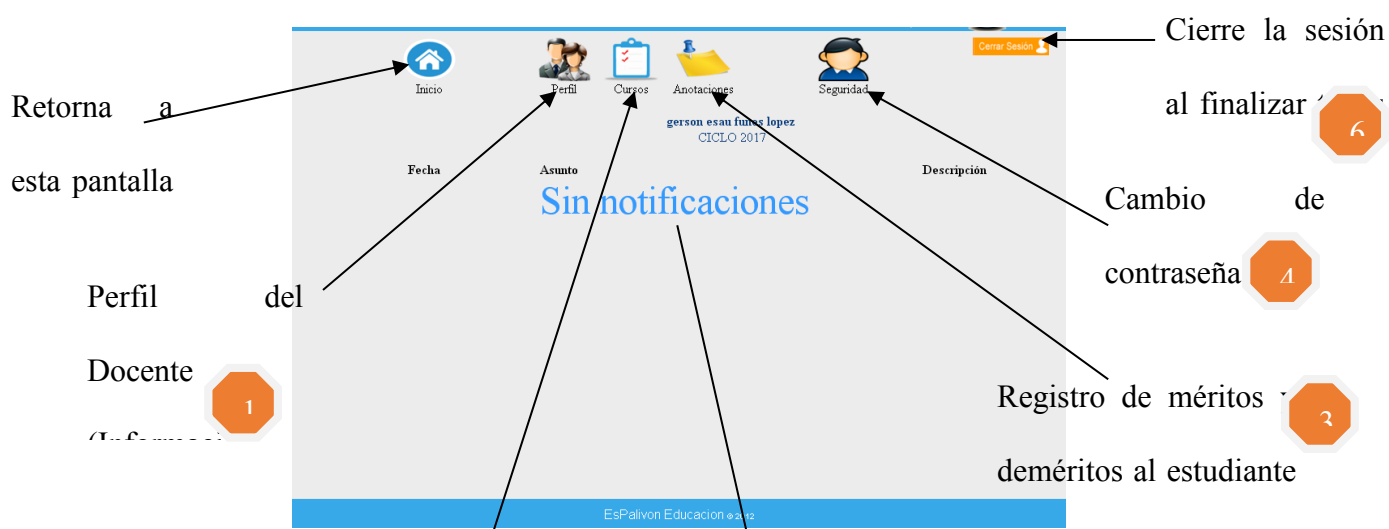 Cerrar Sesión
Inicio
Perfil
Cursos
Anotaciones
Seguridad
gerson esau funes lopez
CICLO 2017
Fecha
Asunto
Descripción
Sin notificaciones
EsPalivon Educacion © 2012
Retorna a
esta pantalla
Perfil del
Docente
1
Cierre la sesión
al finalizar
6
Cambio de
contraseña
4
Registro de méritos
3
deméritos al estudiante